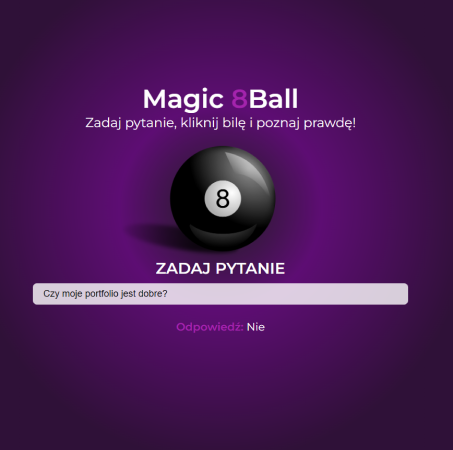 Magic 8Ball
Zadaj pytanie, kliknij bilę i poznaj prawdę!
8
ZADAJ PYTANIE
Czy moje portfolio jest dobre?
Odpowiedź: Nie